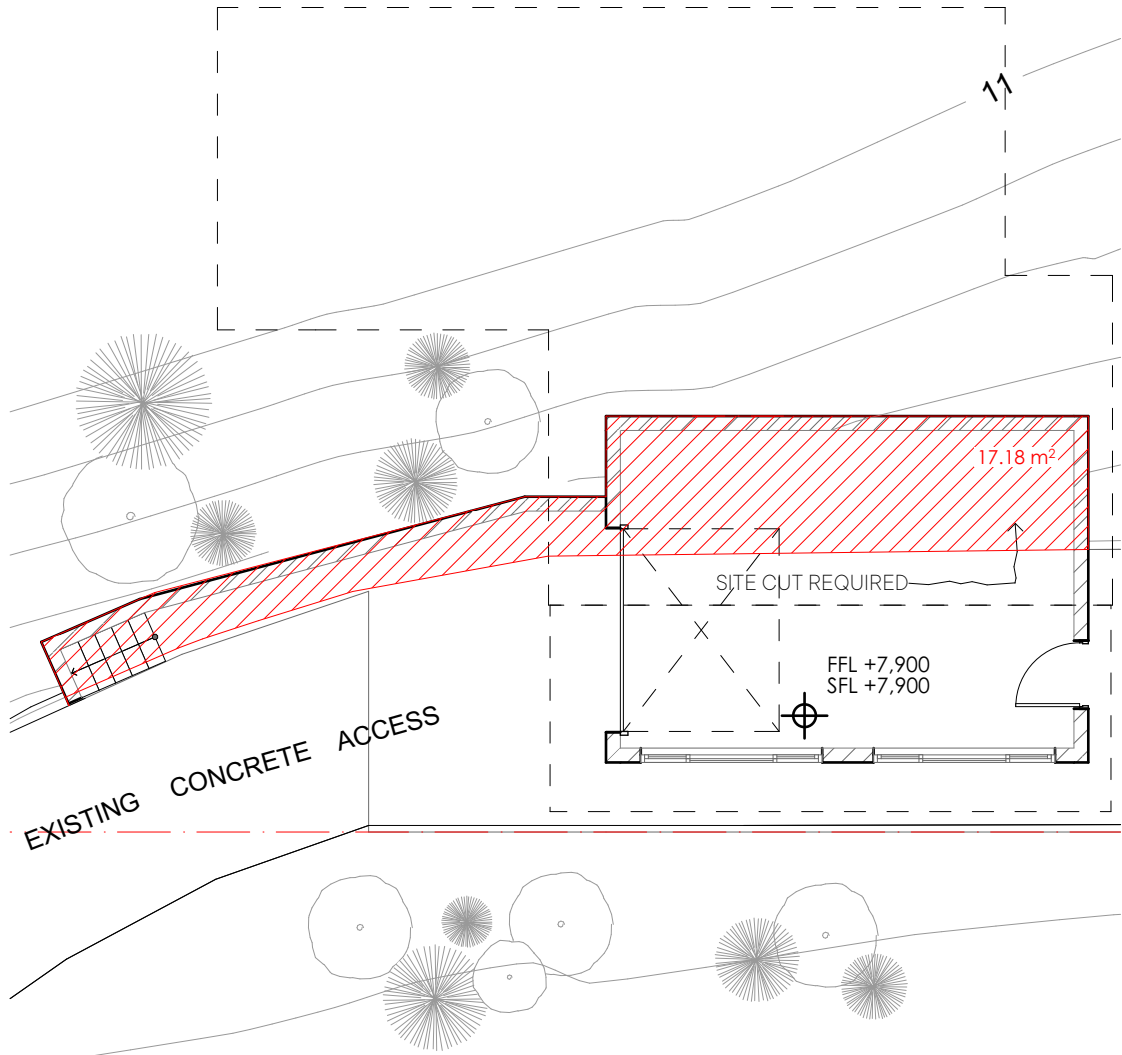 11
17.18 m²
SITE CUT REQUIRED
FFL +7,900
SFL +7,900
EXISTING CONCRETE ACCESS